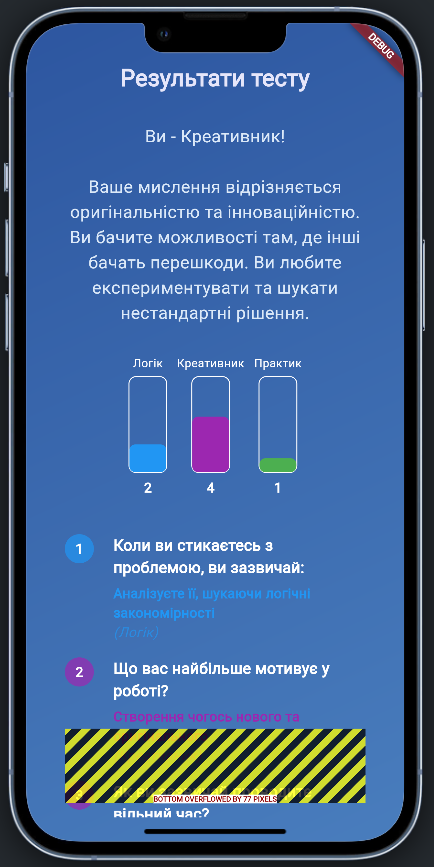 DEBUG
Результати тесту
Ви - Креативник!
Ваше мислення відрізняється
оригінальністю та інноваційністю.
Ви бачите можливості там, де інші
бачать перешкоди. Ви любите
експериментувати та шукати
нестандартні рішення.
Логік Креативник Практик
2 4 1
1 Коли ви стикаєтесь з
проблемою, ви зазвичай:
Аналізуєте її, шукаючи логічні
закономірності
(Логік)
2 Що вас найбільше мотивує у
роботі?
Створення чогось нового та
BOTTOM OVERFLOWED BY 77 PIXELS
вільний час?